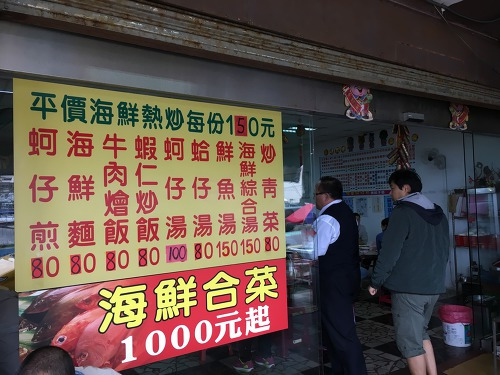 平價海鮮熱炒每份150元
蚵仔煎 80
海鮮麵 80
牛肉燴飯 80
蝦仁炒飯 80
蚵仔湯 100
蛤仔湯 80
鮮魚湯 150
海鮮綜合湯 150
炒青菜 80
海鮮合菜
1000元起